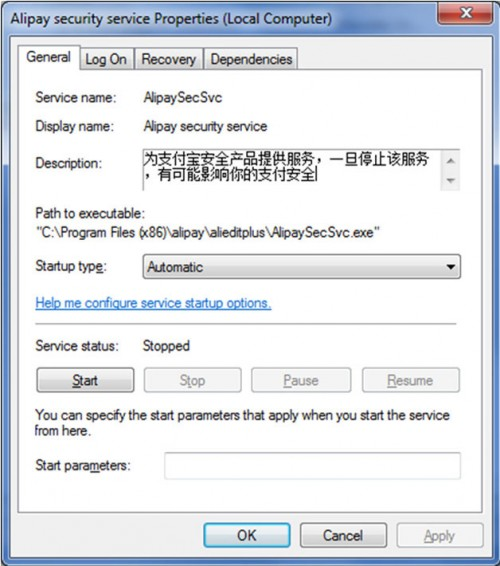 Alipay security service Properties (Local Computer)
General
Log On
Recovery
Dependencies
Service name: AlipaySecSvc
Display name: Alipay security service
Description: 为支付宝安全产品提供服务，一旦停止该服务
，有可能影响你的支付安全
Path to executable:
"C:\Program Files (x86)\alipay\alieditplus\AlipaySecSvc.exe"
Startup type: Automatic
Help me configure service startup options.
Service status: Stopped
Start
Stop
Pause
Resume
You can specify the start parameters that apply when you start the service
from here.
Start parameters:
OK
Cancel
Apply